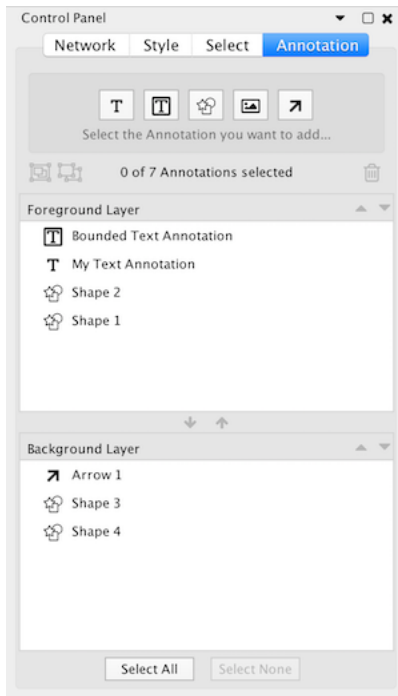 Control Panel
Network Style Select Annotation
T T
Select the Annotation you want to add...
0 of 7 Annotations selected
Foreground Layer
T Bounded Text Annotation
T My Text Annotation
Shape 2
Shape 1
Background Layer
Arrow 1
Shape 3
Shape 4
Select All Select None